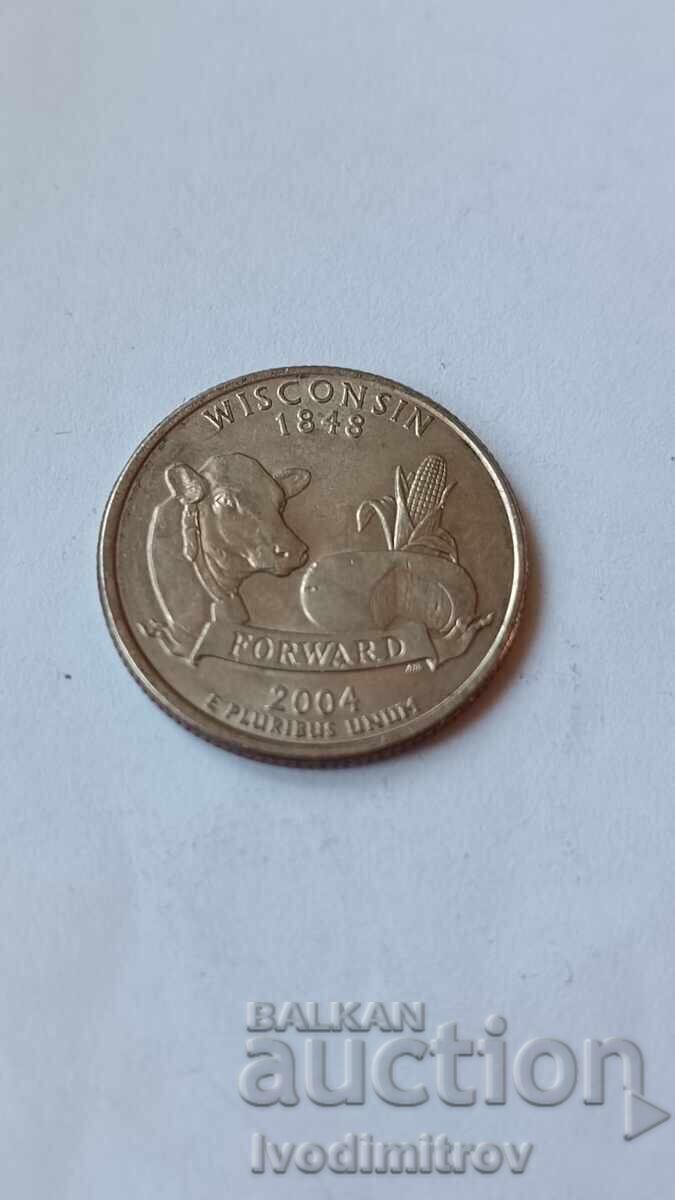 WISCONSIN
1848
FORWARD
2004
E PLURIBUS UNUM
BALKAN
auction
Ivodimitrov